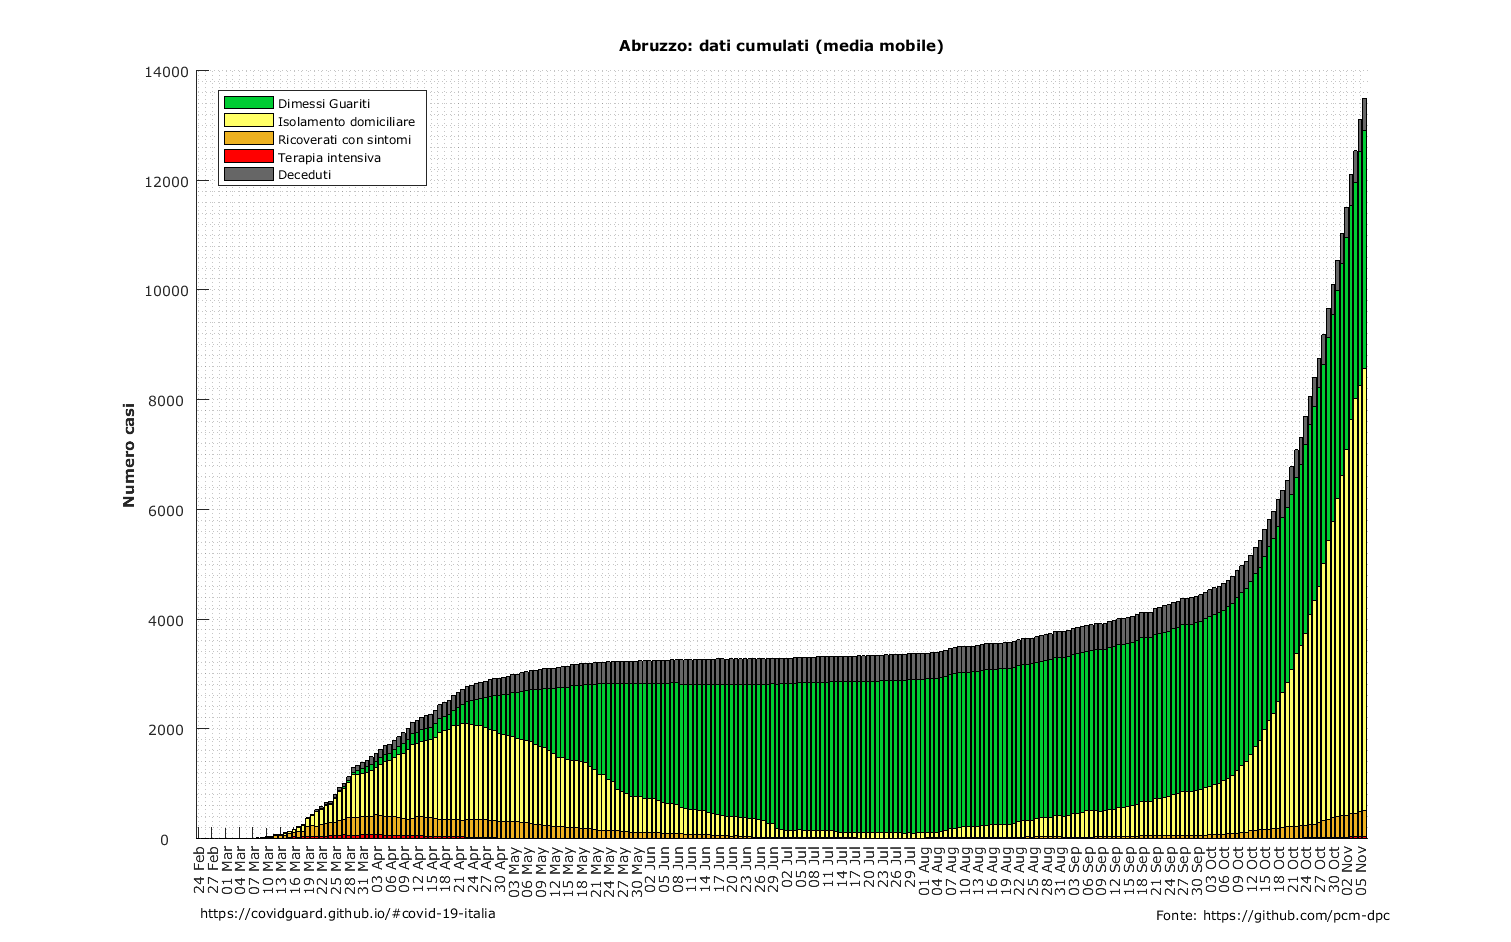 Abruzzo: dati cumulati (media mobile)
14000
12000
10000
8000
6000
4000
2000
0
Numero casi
Dimessi Guariti
Isolamento domiciliare
Ricoverati con sintomi
Terapia intensiva
Deceduti
24 Feb
27 Feb
01 Mar
04 Mar
07 Mar
10 Mar
13 Mar
16 Mar
19 Mar
22 Mar
25 Mar
28 Mar
31 Mar
03 Apr
06 Apr
09 Apr
12 Apr
15 Apr
18 Apr
21 Apr
24 Apr
27 Apr
30 Apr
03 May
06 May
09 May
12 May
15 May
18 May
21 May
24 May
27 May
30 May
02 Jun
05 Jun
08 Jun
11 Jun
14 Jun
17 Jun
20 Jun
23 Jun
26 Jun
29 Jun
02 Jul
05 Jul
08 Jul
11 Jul
14 Jul
17 Jul
20 Jul
23 Jul
26 Jul
29 Jul
01 Aug
04 Aug
07 Aug
10 Aug
13 Aug
16 Aug
19 Aug
22 Aug
25 Aug
28 Aug
31 Aug
03 Sep
06 Sep
09 Sep
12 Sep
15 Sep
18 Sep
21 Sep
24 Sep
27 Sep
30 Sep
03 Oct
06 Oct
09 Oct
12 Oct
15 Oct
18 Oct
21 Oct
24 Oct
27 Oct
30 Oct
02 Nov
05 Nov
https://covidguard.github.io/#covid-19-italia
Fonte: https://github.com/pcm-dpc